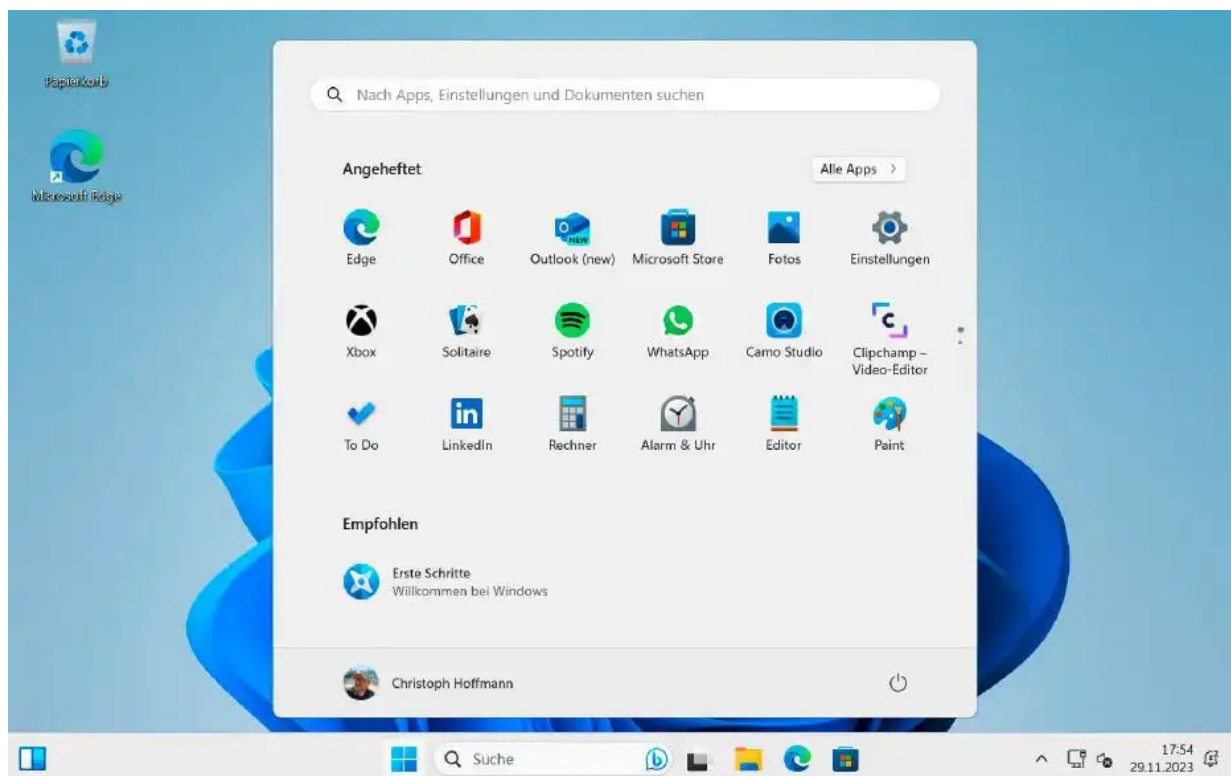 Papierkorb
Microsoft Edge
Nach Apps, Einstellungen und Dokumenten suchen
Angeheftet
Alle Apps
Edge
Office
Outlook (new)
Microsoft Store
Fotos
Einstellungen
Xbox
Solitaire
Spotify
WhatsApp
Camo Studio
Clipchamp –
Video-Editor
To Do
LinkedIn
Rechner
Alarm & Uhr
Editor
Paint
Empfohlen
Erste Schritte
Willkommen bei Windows
Christoph Hoffmann
Suche
17:54
29.11.2023